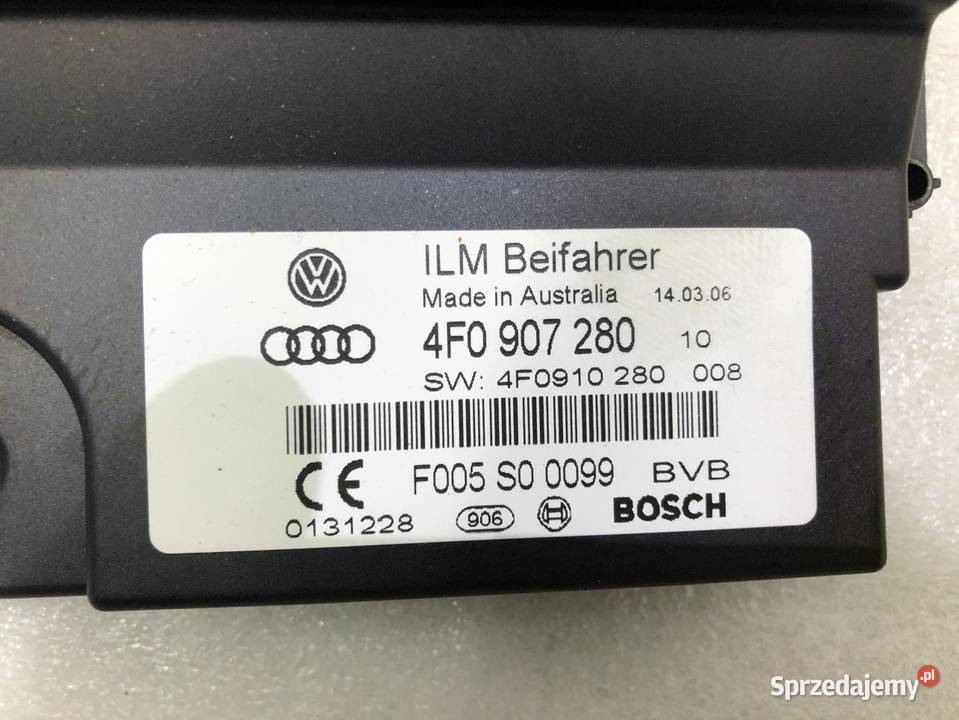 ILM Beifahrer
Made in Australia 14.03.06
4F0 907 280 10
SW: 4F0910 280 008
F005 S0 0099 BVB
CE
0131228 906 BOSCH
Sprzedajemy.pl